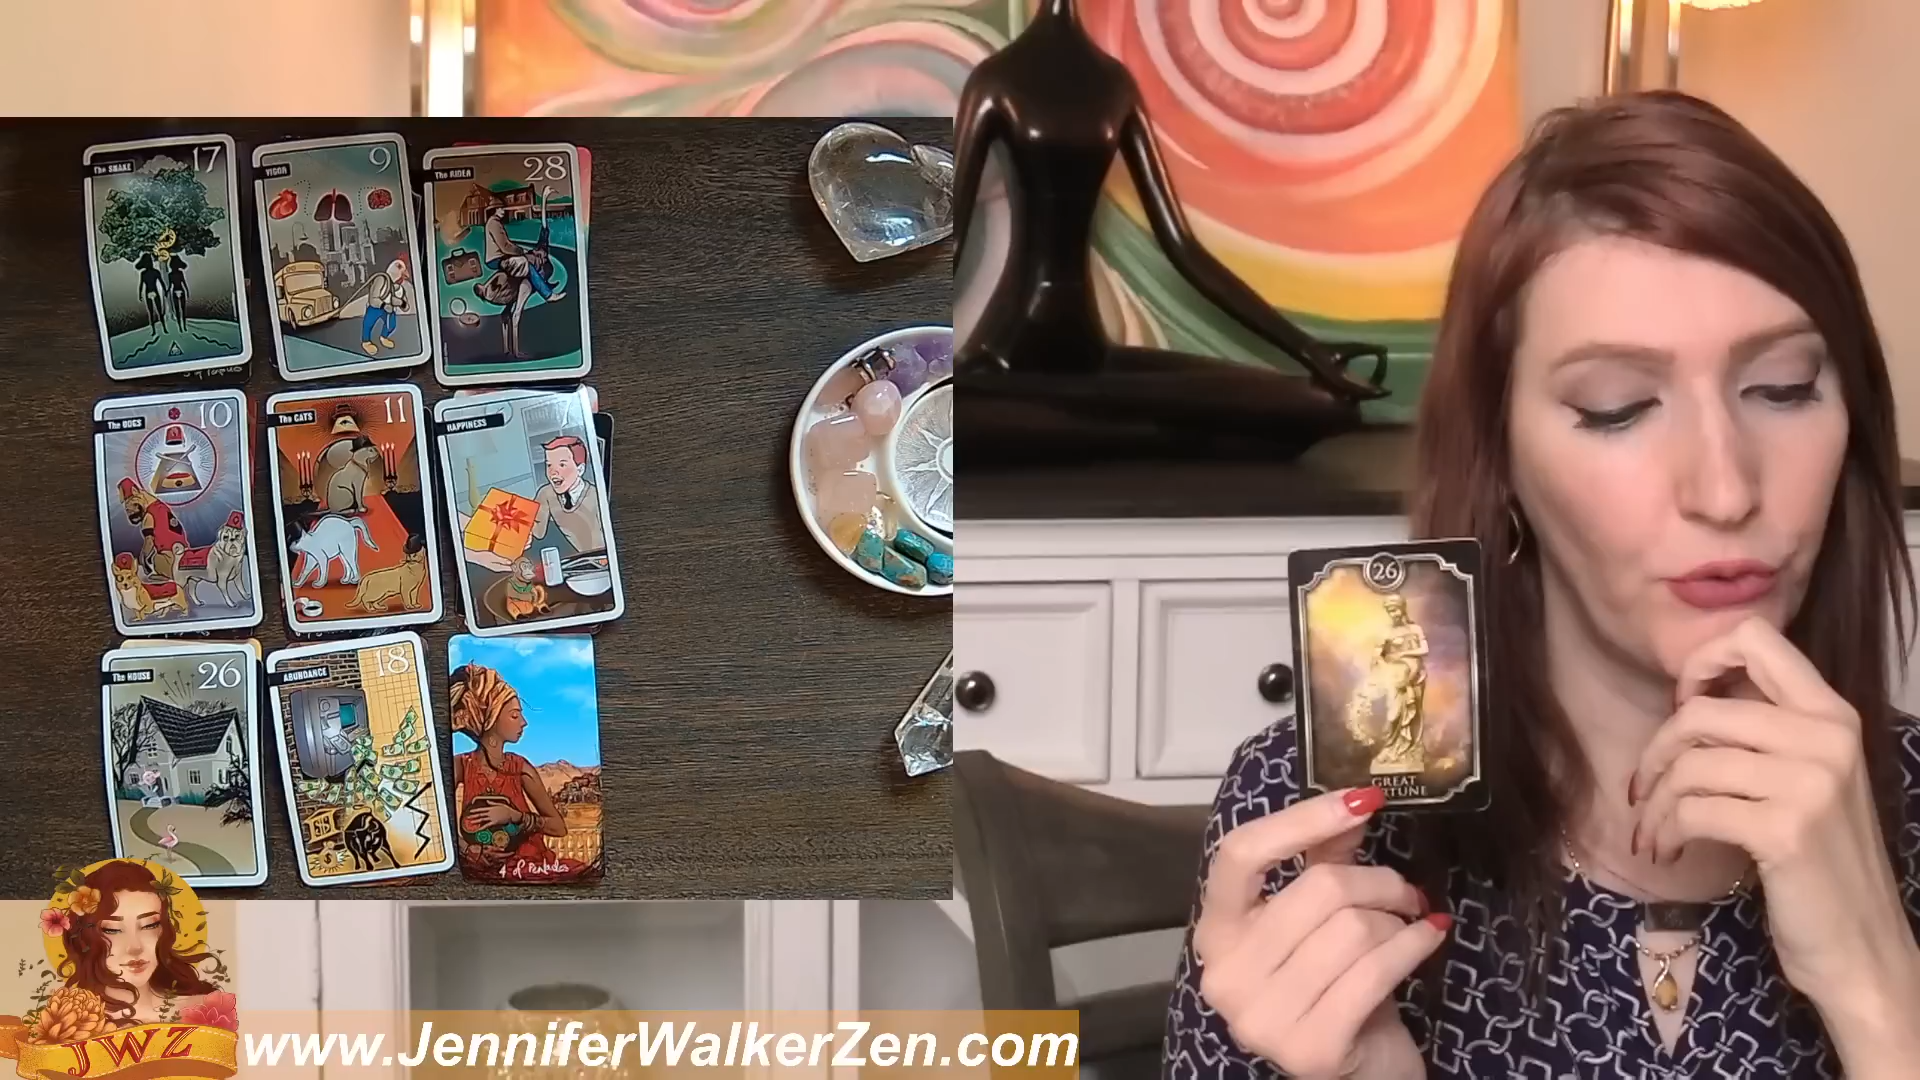 The SNAKE 17
VIGOR 9
The RIDER 28
The DOGS 10
The CATS 11
HAPPINESS
The HOUSE 26
ABUNDANCE 18
4 of Pentacles
26
GREAT
JWZ
www.JenniferWalkerZen.com